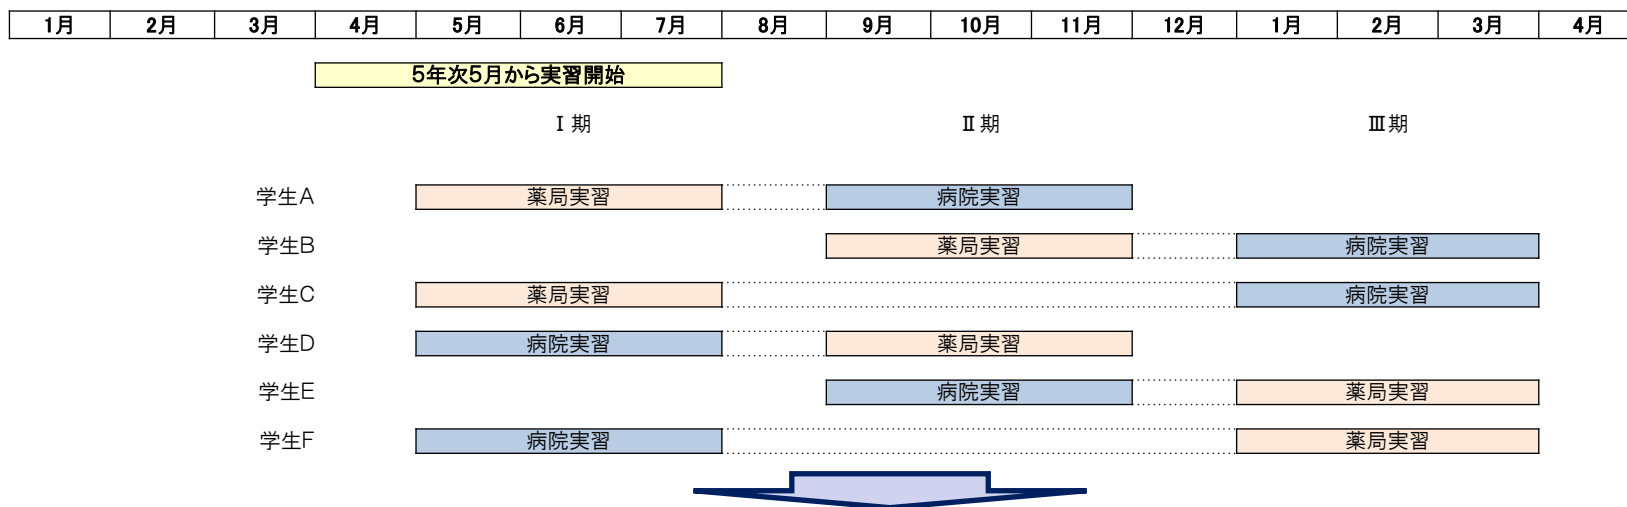 1月 2月 3月 4月 5月 6月 7月 8月 9月 10月 11月 12月 1月 2月 3月 4月
5年次5月から実習開始
Ⅰ期 Ⅱ期 Ⅲ期
学生A 薬局実習 病院実習
学生B 薬局実習 病院実習
学生C 薬局実習 病院実習
学生D 病院実習 薬局実習
学生E 病院実習 薬局実習
学生F 病院実習 薬局実習